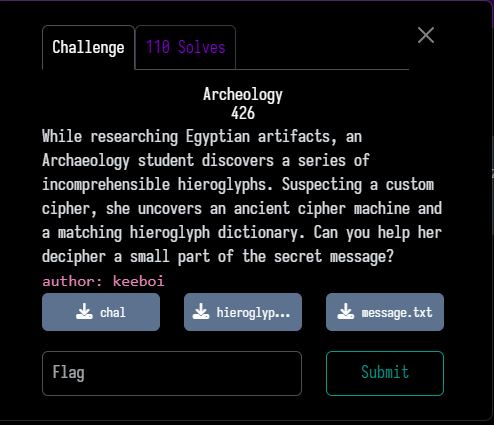 Challenge
110 Solves
Archeology
426
While researching Egyptian artifacts, an
Archaeology student discovers a series of
incomprehensible hieroglyphs. Suspecting a custom
cipher, she uncovers an ancient cipher machine and
a matching hieroglyph dictionary. Can you help her
decipher a small part of the secret message?
author: keeboi
chal
hieroglyp...
message.txt
Flag
Submit